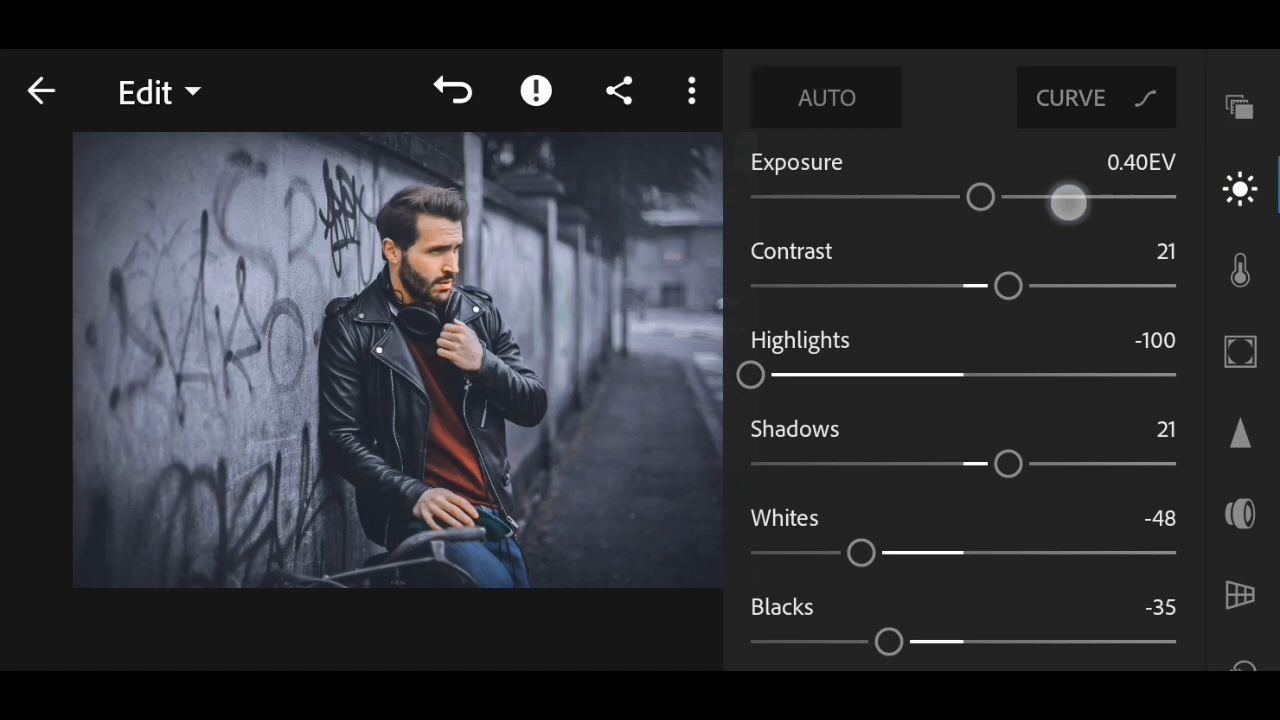 Edit
AUTO
CURVE
Exposure 0.40EV
Contrast 21
Highlights -100
Shadows 21
Whites -48
Blacks -35